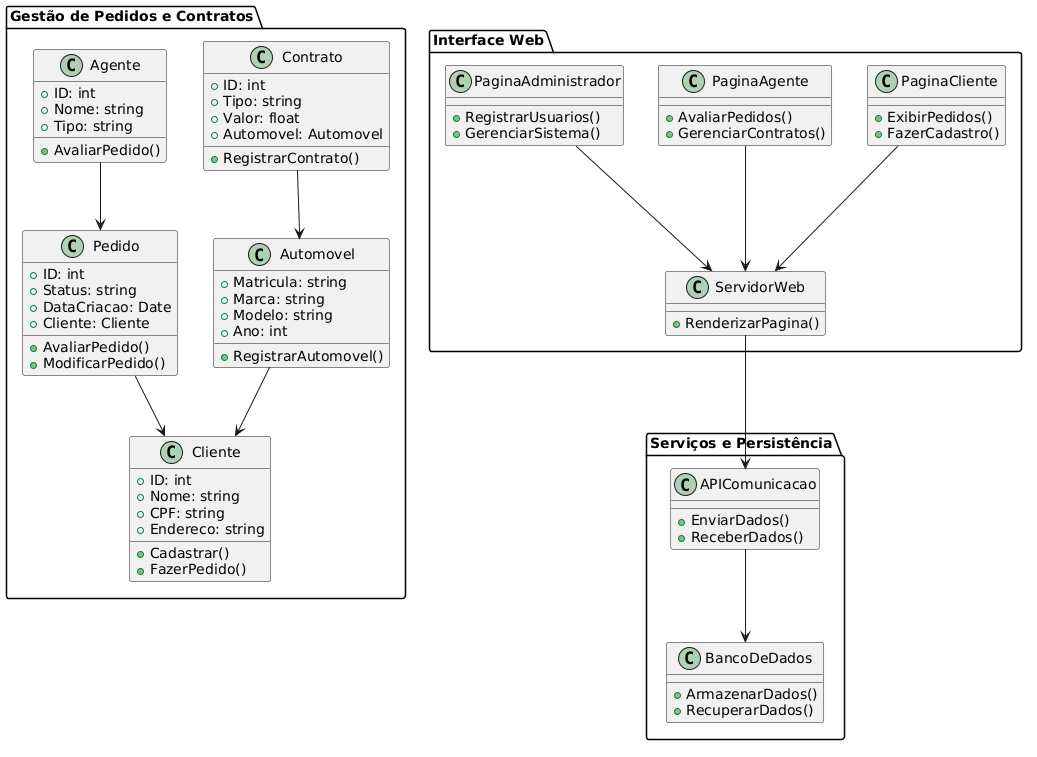 Gestão de Pedidos e Contratos
C Agente
ID: int
Nome: string
Tipo: string
AvaliarPedido()
C Contrato
ID: int
Tipo: string
Valor: float
Automovel: Automovel
RegistrarContrato()
C Pedido
ID: int
Status: string
DataCriacao: Date
Cliente: Cliente
AvaliarPedido()
ModificarPedido()
C Automovel
Matricula: string
Marca: string
Modelo: string
Ano: int
RegistrarAutomovel()
C Cliente
ID: int
Nome: string
CPF: string
Endereco: string
Cadastrar()
FazerPedido()
Interface Web
C PaginaAdministrador
RegistrarUsuarios()
GerenciarSistema()
C PaginaAgente
AvaliarPedidos()
GerenciarContratos()
C PaginaCliente
ExibirPedidos()
FazerCadastro()
C ServidorWeb
RenderizarPagina()
Serviços e Persistência
C APIComunicacao
EnviarDados()
ReceberDados()
C BancoDeDados
ArmazenarDados()
RecuperarDados()